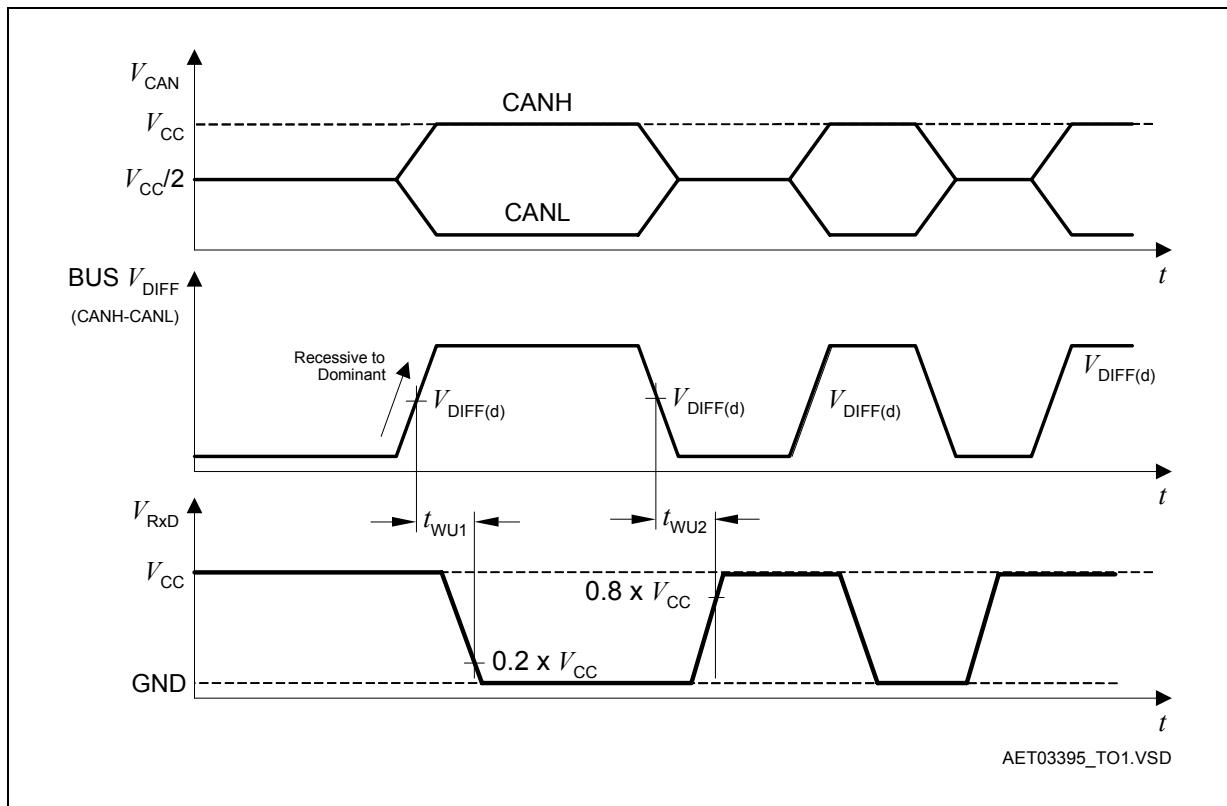 VCAN
VCC
CANH
VCC/2
CANL
t
BUS VDIFF
(CANH-CANL)
Recessive to
Dominant
VDIFF(d)
VDIFF(d)
VDIFF(d)
VDIFF(d)
t
VRxD
tWU1
tWU2
VCC
0.8 x VCC
0.2 x VCC
GND
t
AET03395_TO1.VSD